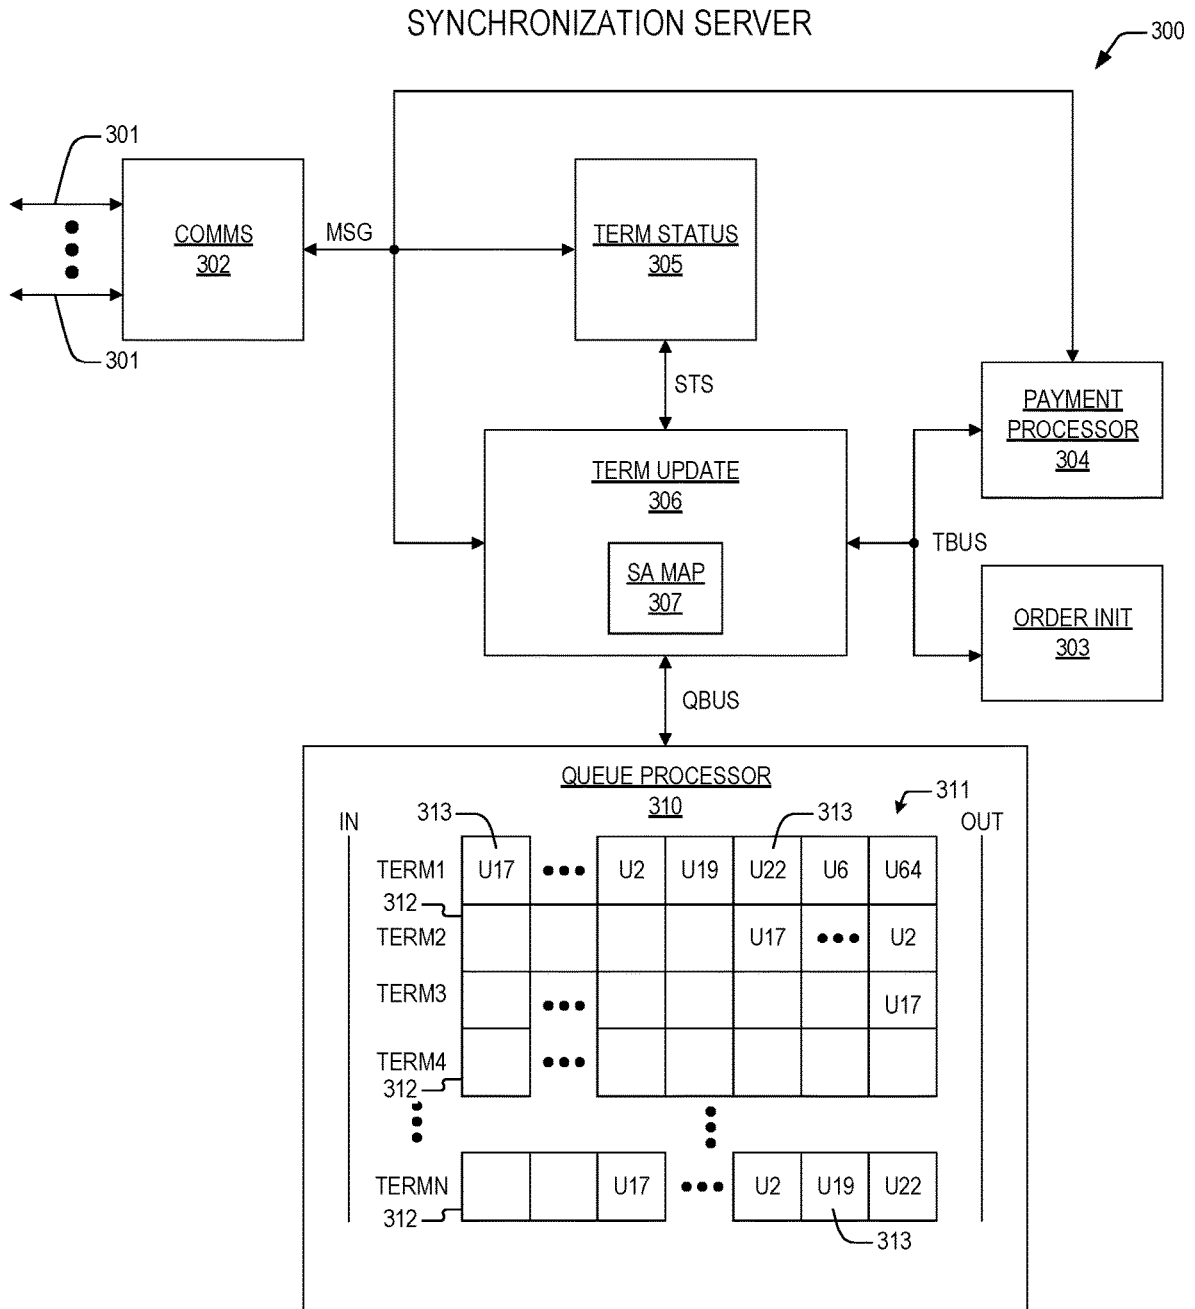 SYNCHRONIZATION SERVER
300
301
COMMS
302
MSG
TERM STATUS
305
301
STS
PAYMENT
PROCESSOR
304
TERM UPDATE
306
TBUS
SA MAP
307
ORDER INIT
303
QBUS
QUEUE PROCESSOR
310
311
IN
313
313
OUT
TERM1 U17 U2 U19 U22 U6 U64
312
TERM2 U17 U2
TERM3 U17
TERM4
312
TERMN U17 U2 U19 U22
312
313